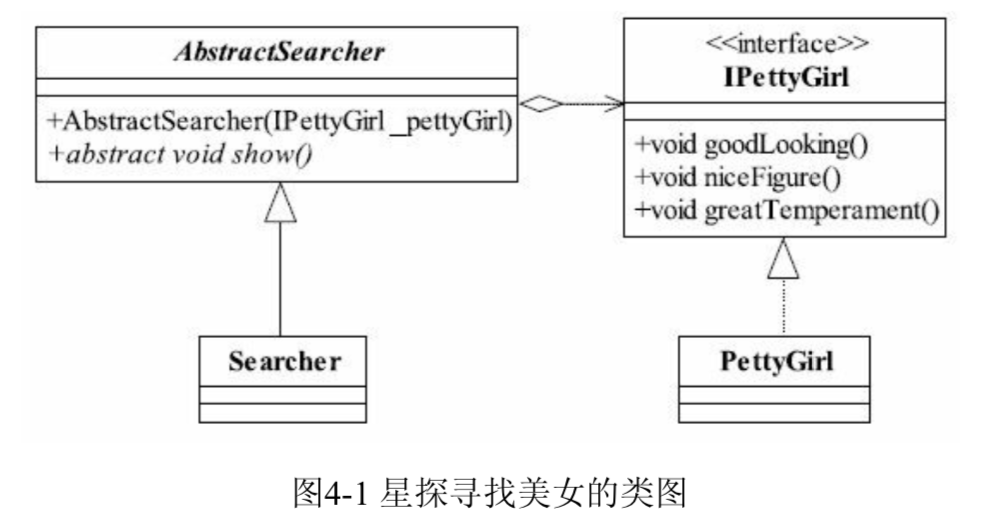 AbstractSearcher
+AbstractSearcher(IPettyGirl _pettyGirl)
+abstract void show()
<<interface>>
IPettyGirl
+void goodLooking()
+void niceFigure()
+void greatTemperament()
Searcher
PettyGirl
图4-1 星探寻找美女的类图